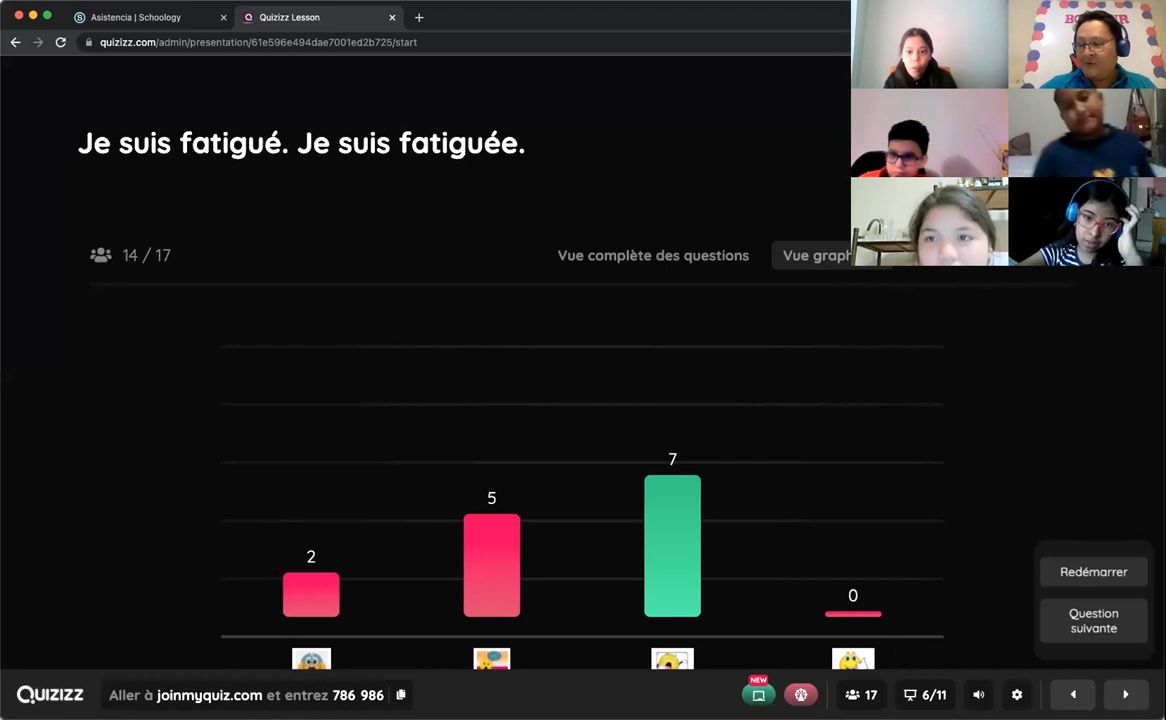 Asistencia | Schoology
Quizizz Lesson
quizizz.com/admin/presentation/61e596e494dae7001ed2b725/start
Je suis fatigué. Je suis fatiguée.
14 / 17
Vue complète des questions
Vue graph
7
5
2
0
Redémarrer
Question
suivante
NEW
QUIZIZZ
Aller à joinmyquiz.com et entrez 786 986
17
6/11